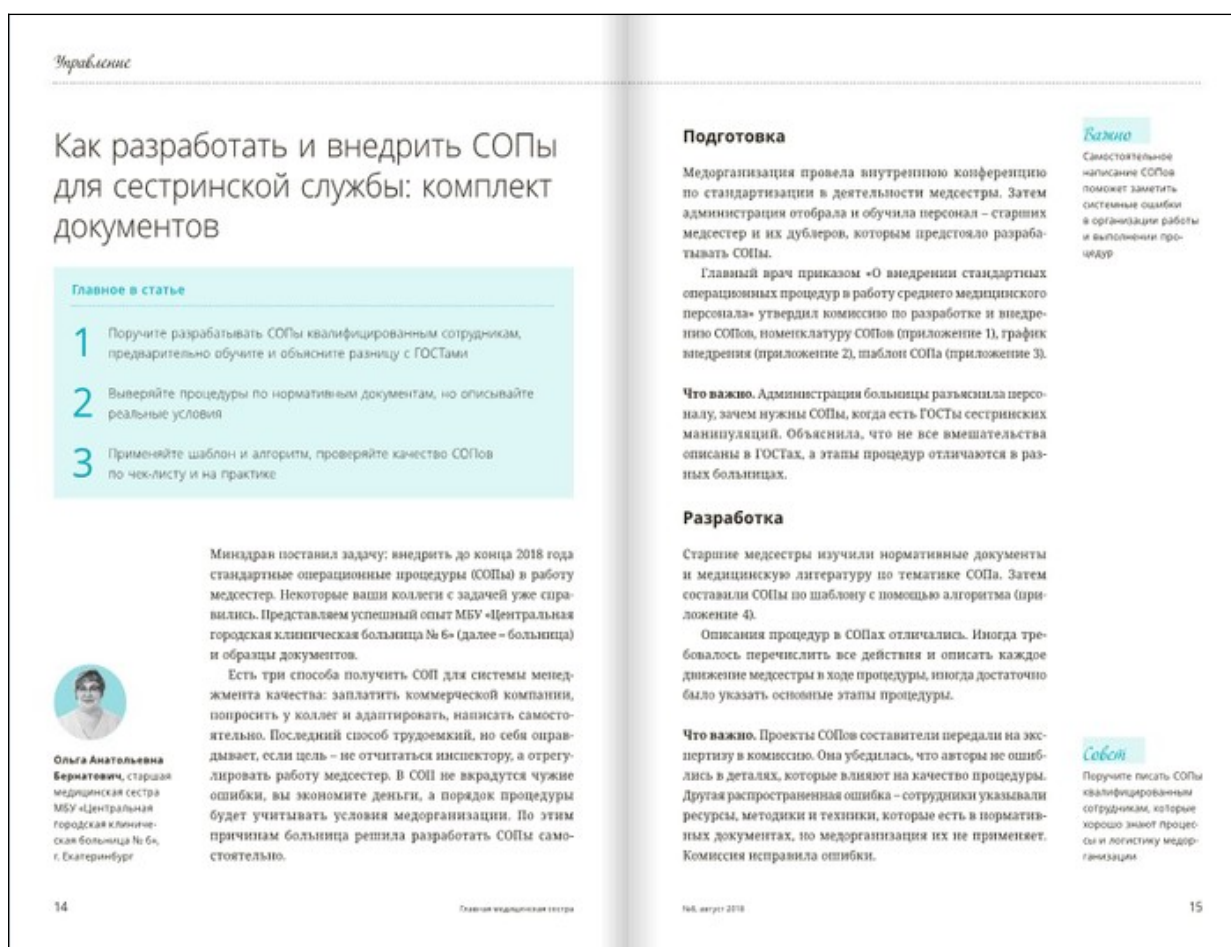 Управление
Как разработать и внедрить СОПы
для сестринской службы: комплект
документов
Главное в статье
1
Поручите разрабатывать СОПы квалифицированным сотрудникам,
предварительно обучите и объясните разницу с ГОСТами
2
Выверяйте процедуры по нормативным документам, но описывайте
реальные условия
3
Применяйте шаблон и алгоритм, проверяйте качество СОПов
по чек-листу и на практике
Минздрав поставил задачу: внедрить до конца 2018 года
стандартные операционные процедуры (СОПы) в работу
медсестер. Некоторые ваши коллеги с задачей уже спра-
вились. Представляем успешный опыт МБУ «Центральная
городская клиническая больница № 6» (далее – больница)
и образцы документов.
Есть три способа получить СОП для системы менед-
жмента качества: заплатить коммерческой компании,
попросить у коллег и адаптировать, написать самосто-
ятельно. Последний способ трудоемкий, но себя оправ-
дывает, если цель – не отчитаться инспектору, а отрегу-
лировать работу медсестер. В СОП не вкрадутся чужие
ошибки, вы экономите деньги, а порядок процедуры
будет учитывать условия медорганизации. По этим
причинам больница решила разработать СОПы само-
стоятельно.
Ольга Анатольевна
Бернатович, старшая
медицинская сестра
МБУ «Центральная
городская клиниче-
ская больница № 6»,
г. Екатеринбург
14
Главная медицинская сестра
Подготовка
Медорганизация провела внутреннюю конференцию
по стандартизации в деятельности медсестры. Затем
администрация отобрала и обучила персонал – старших
медсестер и их дублеров, которым предстояло разраба-
тывать СОПы.
Главный врач приказом «О внедрении стандартных
операционных процедур в работу среднего медицинского
персонала» утвердил комиссию по разработке и внедре-
нию СОПов, номенклатуру СОПов (приложение 1), график
внедрения (приложение 2), шаблон СОПа (приложение 3).
Что важно. Администрация больницы разъяснила персо-
налу, зачем нужны СОПы, когда есть ГОСТы сестринских
манипуляций. Объяснила, что не все вмешательства
описаны в ГОСТах, а этапы процедур отличаются в раз-
ных больницах.
Разработка
Старшие медсестры изучили нормативные документы
и медицинскую литературу по тематике СОПа. Затем
составили СОПы по шаблону с помощью алгоритма (при-
ложение 4).
Описания процедур в СОПах отличались. Иногда тре-
бовалось перечислить все действия и описать каждое
движение медсестры в ходе процедуры, иногда достаточно
было указать основные этапы процедуры.
Что важно. Проекты СОПов составители передали на экс-
пертизу в комиссию. Она убедилась, что авторы не ошиб-
лись в деталях, которые влияют на качество процедуры.
Другая распространенная ошибка – сотрудники указывали
ресурсы, методики и техники, которые есть в норматив-
ных документах, но медорганизация их не применяет.
Комиссия исправила ошибки.
Важно
Самостоятельное
написание СОПов
поможет заметить
системные ошибки
в организации работы
и выполнении про-
цедур
Совет
Поручите писать СОПы
квалифицированным
сотрудникам, которые
хорошо знают процес-
сы и логистику медор-
ганизации
№8, август 2018
15